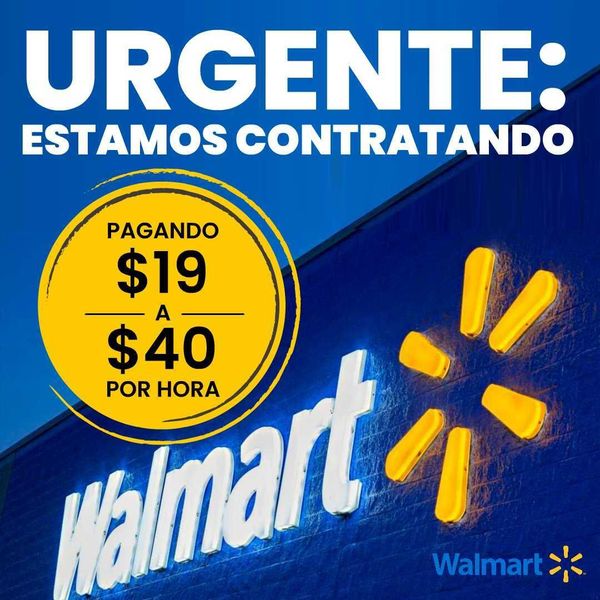 URGENTE:
ESTAMOS CONTRATANDO
PAGANDO
$19
A
$40
POR HORA
Walmart
Walmart